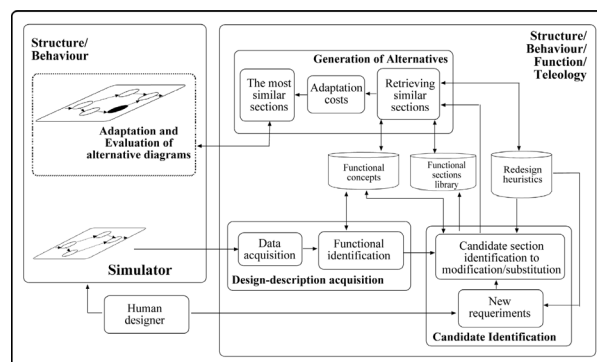 Structure/
Behaviour
Adaptation and
Evaluation of
alternative diagrams
Simulator
Human
designer
Structure/
Behaviour/
Function/
Teleology
Generation of Alternatives
The most
similar
sections
Adaptation
costs
Retrieving
similar
sections
Functional
concepts
Functional
sections
library
Redesign
heuristics
Data
acquisition
Functional
identification
Design-description acquisition
Candidate section
identification to
modification/substitution
New
requeriments
Candidate Identification